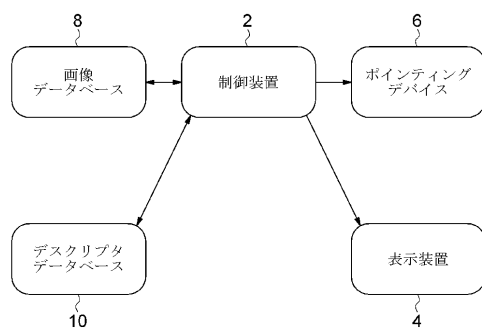 8
2
6
画像
データベース
制御装置
ポインティング
デバイス
デスクリプタ
データベース
表示装置
10
4